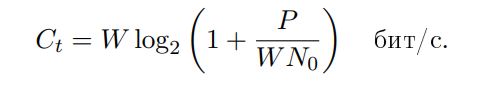 C_t = W log_2 (1 + P / (W N_0)) бит/с.